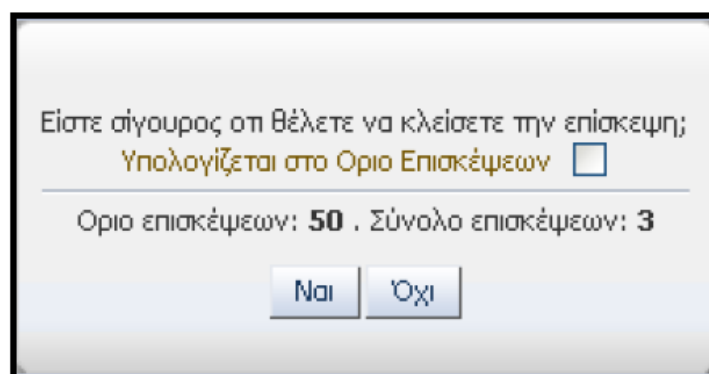 Είστε σίγουρος οτι θέλετε να κλείσετε την επίσκεψη;
Υπολογίζεται στο Οριο Επισκέψεων
Οριο επισκέψεων: 50 . Σύνολο επισκέψεων: 3
Ναι Όχι